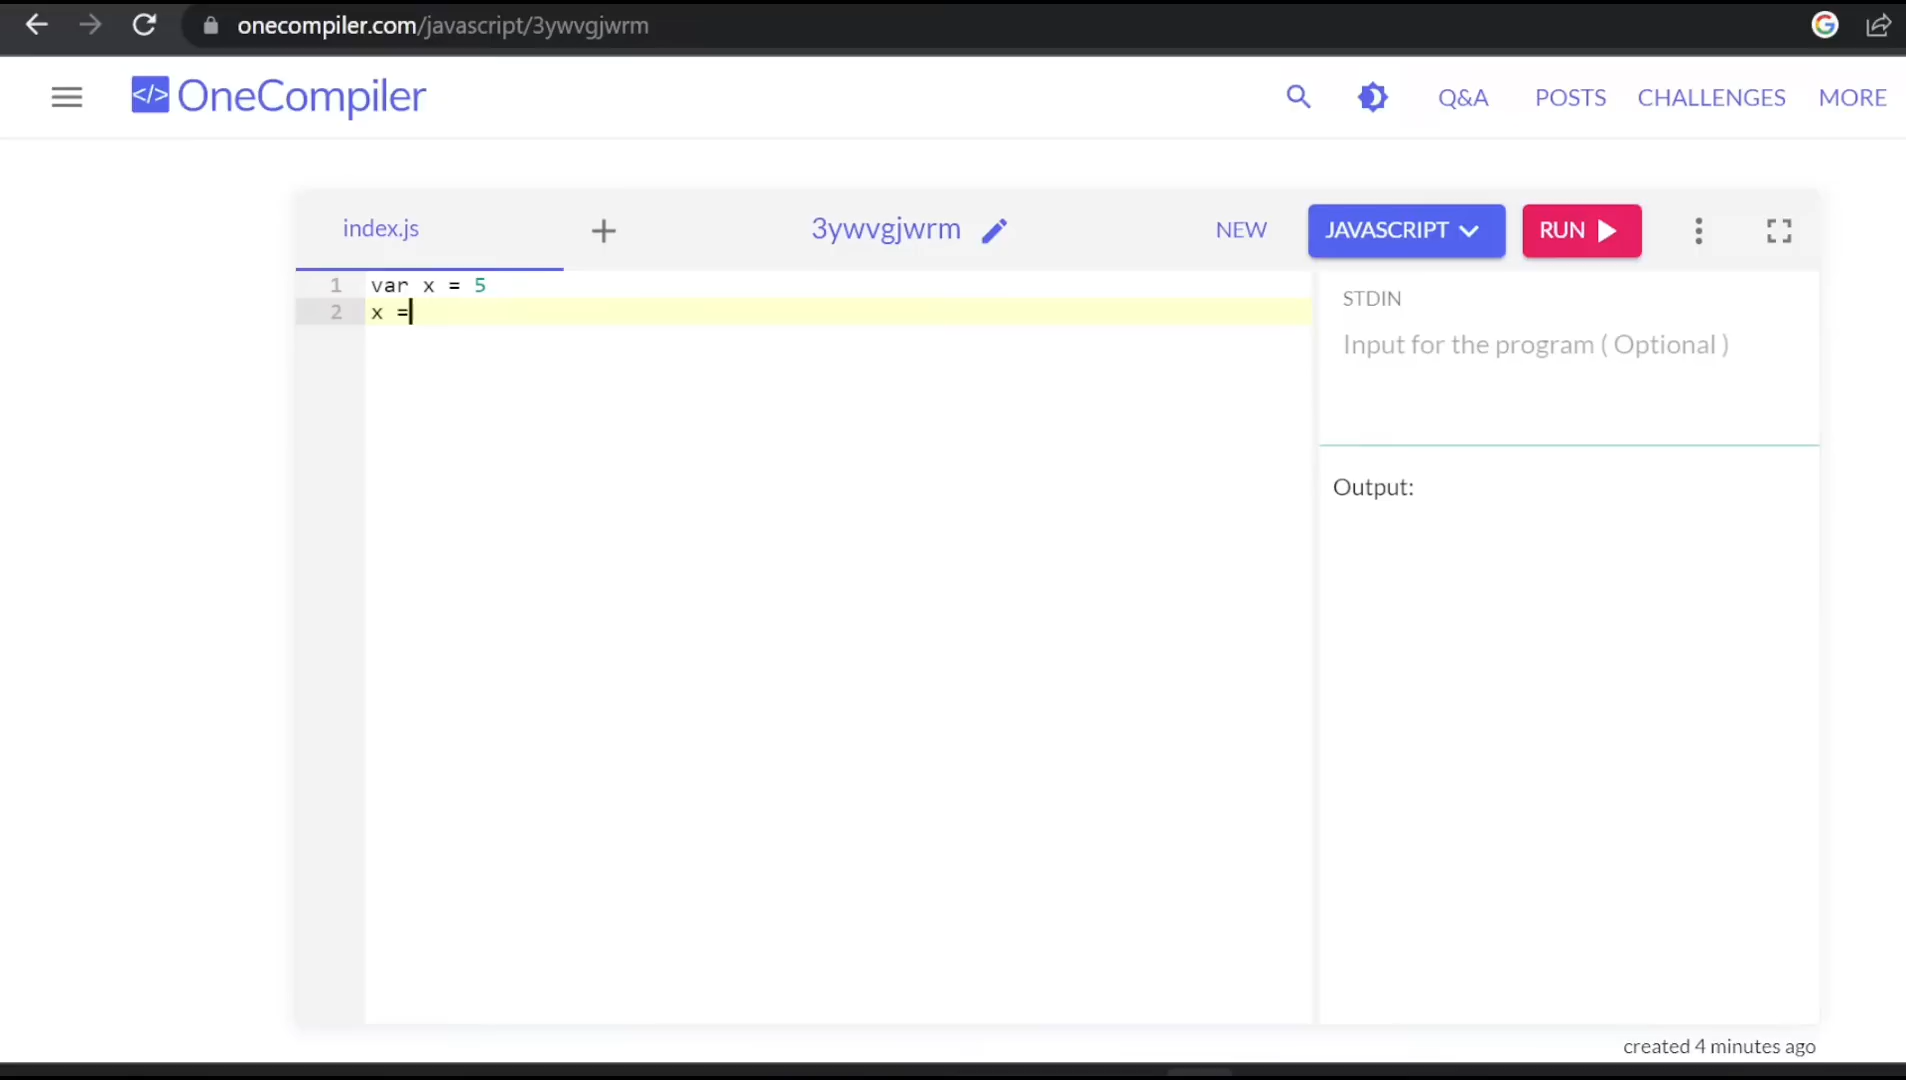 onecompiler.com/javascript/3ywvgjwrm
</> OneCompiler
Q&A POSTS CHALLENGES MORE
index.js + 3ywvgjwrm NEW JAVASCRIPT RUN
1 var x = 5
2 x =
STDIN
Input for the program ( Optional )
Output:
created 4 minutes ago